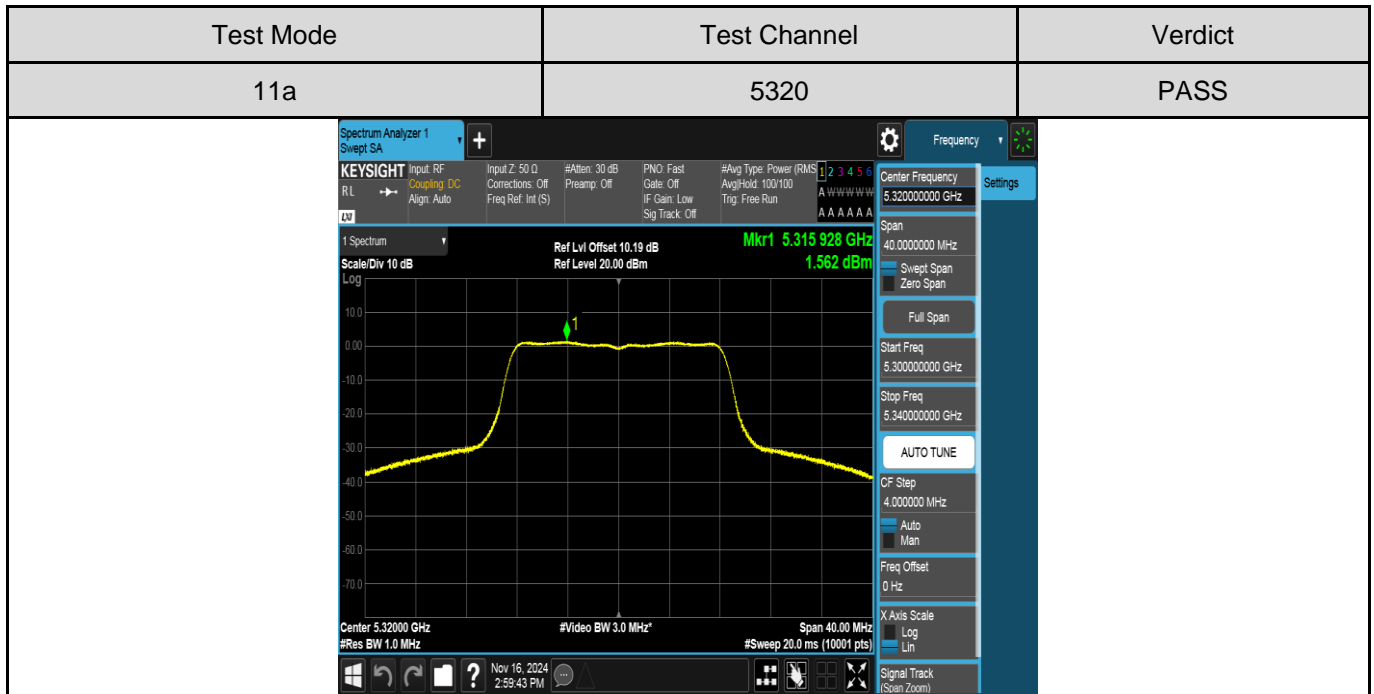 Test Mode Test Channel Verdict
11a 5320 PASS
Spectrum Analyzer 1
Swept SA
+
Frequency
KEYSIGHT
R L
LXI
Input: RF
Coupling: DC
Align: Auto
Input Z: 50 Ω
Corrections: Off
Freq Ref: Int (S)
#Atten: 30 dB
Preamp: Off
PNO: Fast
Gate: Off
IF Gain: Low
Sig Track: Off
#Avg Type: Power (RMS
Avg|Hold: 100/100
Trig: Free Run
1 2 3 4 5 6
A W W W W W
A A A A A A
1 Spectrum
Scale/Div 10 dB
Ref Lvl Offset 10.19 dB
Ref Level 20.00 dBm
Mkr1 5.315 928 GHz
1.562 dBm
Log
10.0
0.00
-10.0
-20.0
-30.0
-40.0
-50.0
-60.0
-70.0
1
Center 5.32000 GHz
#Res BW 1.0 MHz
#Video BW 3.0 MHz*
Span 40.00 MHz
#Sweep 20.0 ms (10001 pts)
?
Nov 16, 2024
2:59:43 PM
Center Frequency
5.320000000 GHz
Settings
Span
40.0000000 MHz
Swept Span
Zero Span
Full Span
Start Freq
5.300000000 GHz
Stop Freq
5.340000000 GHz
AUTO TUNE
CF Step
4.000000 MHz
Auto
Man
Freq Offset
0 Hz
X Axis Scale
Log
Lin
Signal Track
(Span Zoom)